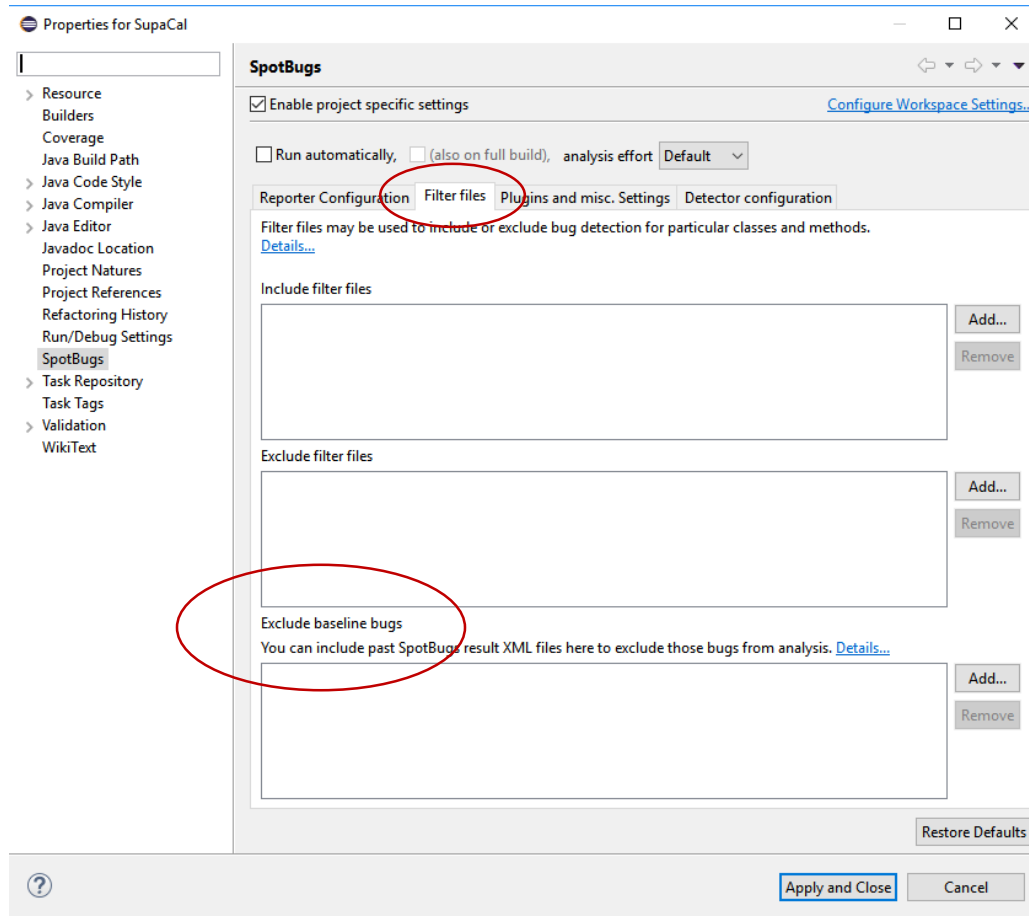 Properties for SupaCal
SpotBugs
Resource
Builders
Coverage
Java Build Path
Java Code Style
Java Compiler
Java Editor
Javadoc Location
Project Natures
Project References
Refactoring History
Run/Debug Settings
SpotBugs
Task Repository
Task Tags
Validation
WikiText
Enable project specific settings
Configure Workspace Settings..
Run automatically, (also on full build), analysis effort Default
Reporter Configuration Filter files Plugins and misc. Settings Detector configuration
Filter files may be used to include or exclude bug detection for particular classes and methods.
Details...
Include filter files
Add...
Remove
Exclude filter files
Add...
Remove
Exclude baseline bugs
You can include past SpotBugs result XML files here to exclude those bugs from analysis. Details...
Add...
Remove
Restore Defaults
?
Apply and Close Cancel